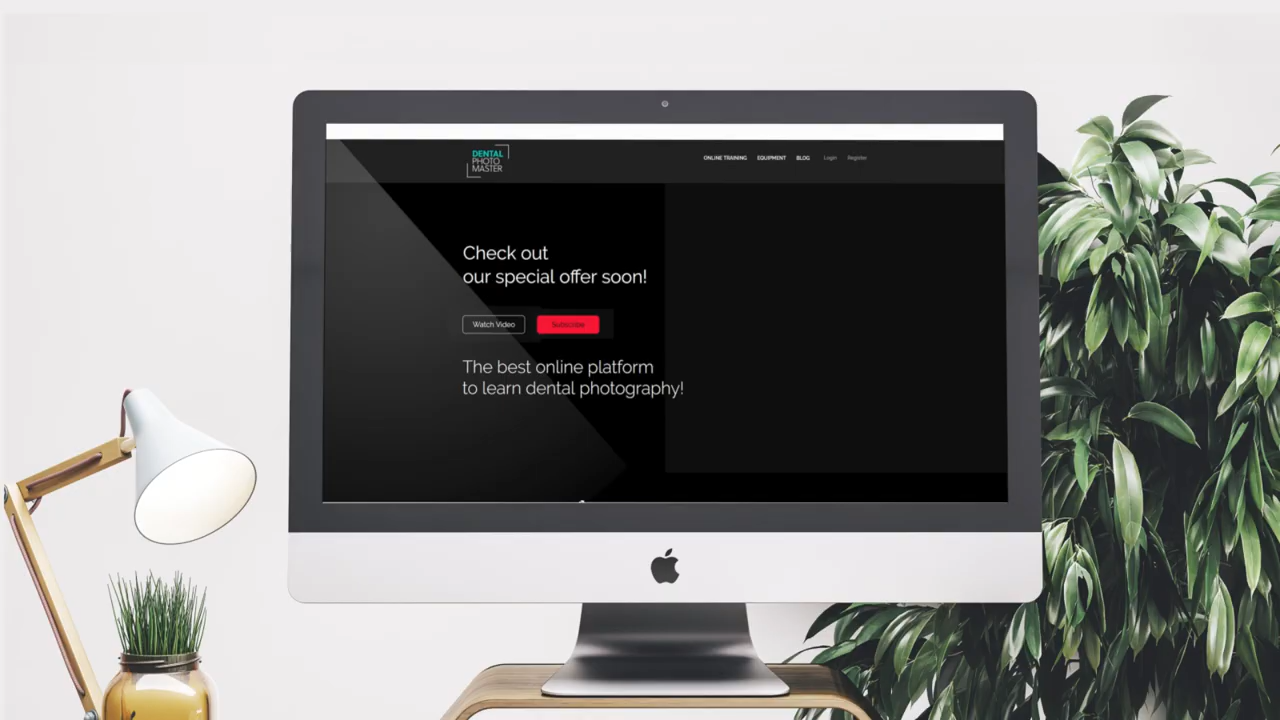 DENTAL
PHOTO
MASTER
ONLINE TRAINING EQUIPMENT BLOG Login Register
Check out
our special offer soon!
Watch Video Subscribe
The best online platform
to learn dental photography!